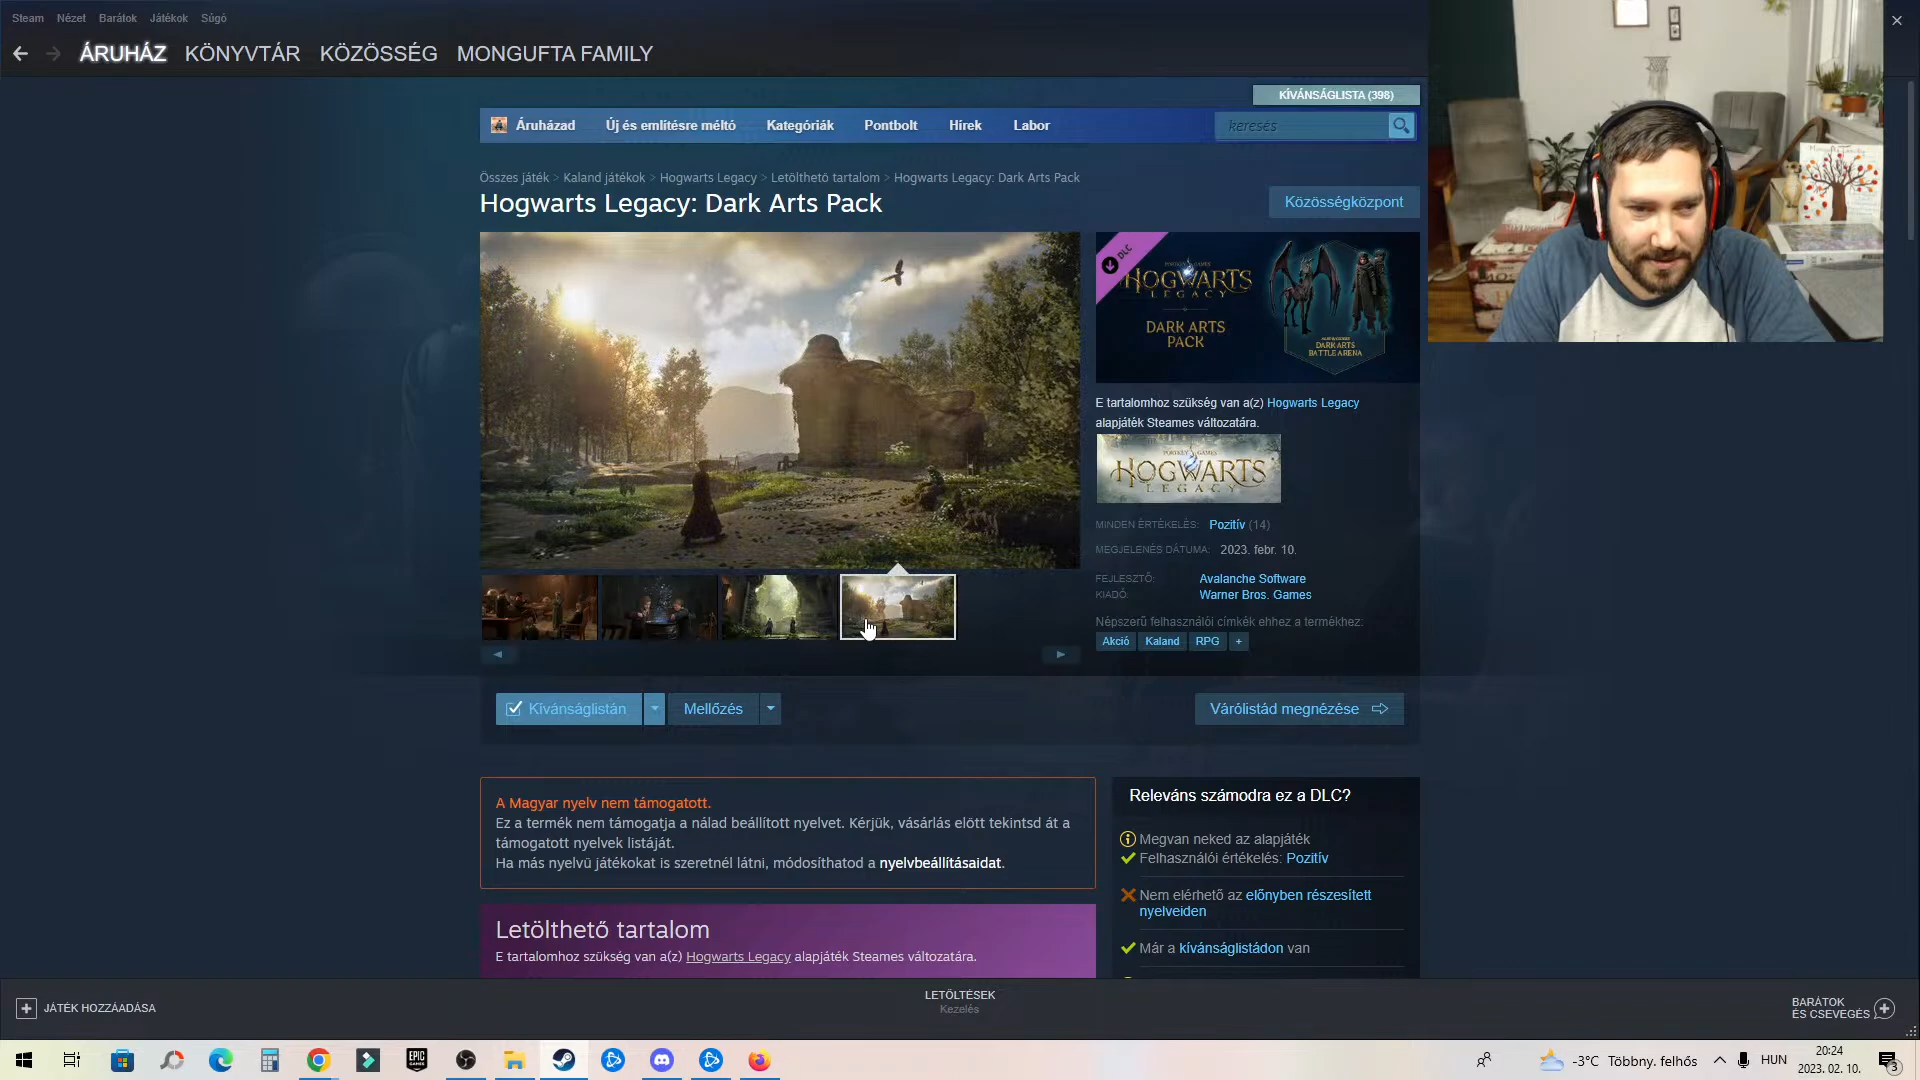 Steam Nézet Barátok Játékok Súgó
ÁRUHÁZ KÖNYVTÁR KÖZÖSSÉG MONGUFTA FAMILY
KÍVÁNSÁGLISTA (398)
Áruházad Új és említésre méltó Kategóriák Pontbolt Hírek Labor keresés
Összes játék > Kaland játékok > Hogwarts Legacy > Letölthető tartalom > Hogwarts Legacy: Dark Arts Pack
Hogwarts Legacy: Dark Arts Pack
Közösségközpont
DLC
PORTKEY GAMES
HOGWARTS
LEGACY
DARK ARTS
PACK
DARK ARTS
BATTLE ARENA
E tartalomhoz szükség van a(z) Hogwarts Legacy
alapjáték Steames változatára.
PORTKEY GAMES
HOGWARTS
LEGACY
MINDEN ÉRTÉKELÉS: Pozitív (14)
MEGJELENÉS DÁTUMA: 2023. febr. 10.
FEJLESZTŐ: Avalanche Software
KIADÓ: Warner Bros. Games
Népszerű felhasználói címkék ehhez a termékhez:
Akció Kaland RPG +
Kívánságlistán Mellőzés Várólistád megnézése
A Magyar nyelv nem támogatott.
Ez a termék nem támogatja a nálad beállított nyelvet. Kérjük, vásárlás előtt tekintsd át a
támogatott nyelvek listáját.
Ha más nyelvű játékokat is szeretnél látni, módosíthatod a nyelvbeállításaidat.
Letölthető tartalom
E tartalomhoz szükség van a(z) Hogwarts Legacy alapjáték Steames változatára.
Releváns számodra ez a DLC?
Megvan neked az alapjáték
Felhasználói értékelés: Pozitív
Nem elérhető az előnyben részesített
nyelveiden
Már a kívánságlistádon van
JÁTÉK HOZZÁADÁSA
LETÖLTÉSEK
Kezelés
BARÁTOK
ÉS CSEVEGÉS
EPIC
GAMES
-3°C Többny. felhős
HUN
20:24
2023. 02. 10.
3